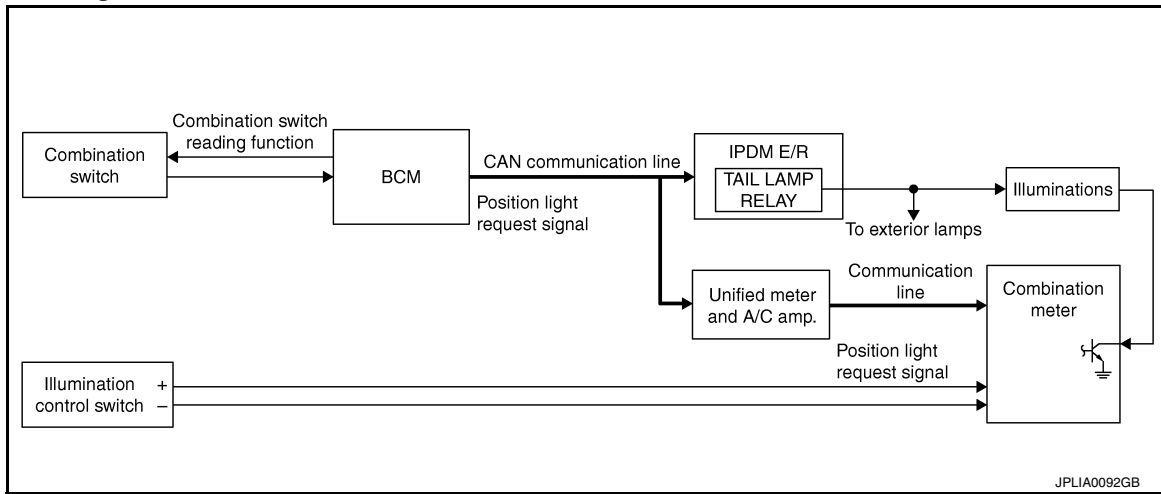 Combination switch
reading function
Combination
switch
BCM
CAN communication line
Position light
request signal
IPDM E/R
TAIL LAMP
RELAY
Illuminations
To exterior lamps
Unified meter
and A/C amp.
Communication
line
Combination
meter
Position light
request signal
Illumination
control switch
+
–
JPLIA0092GB